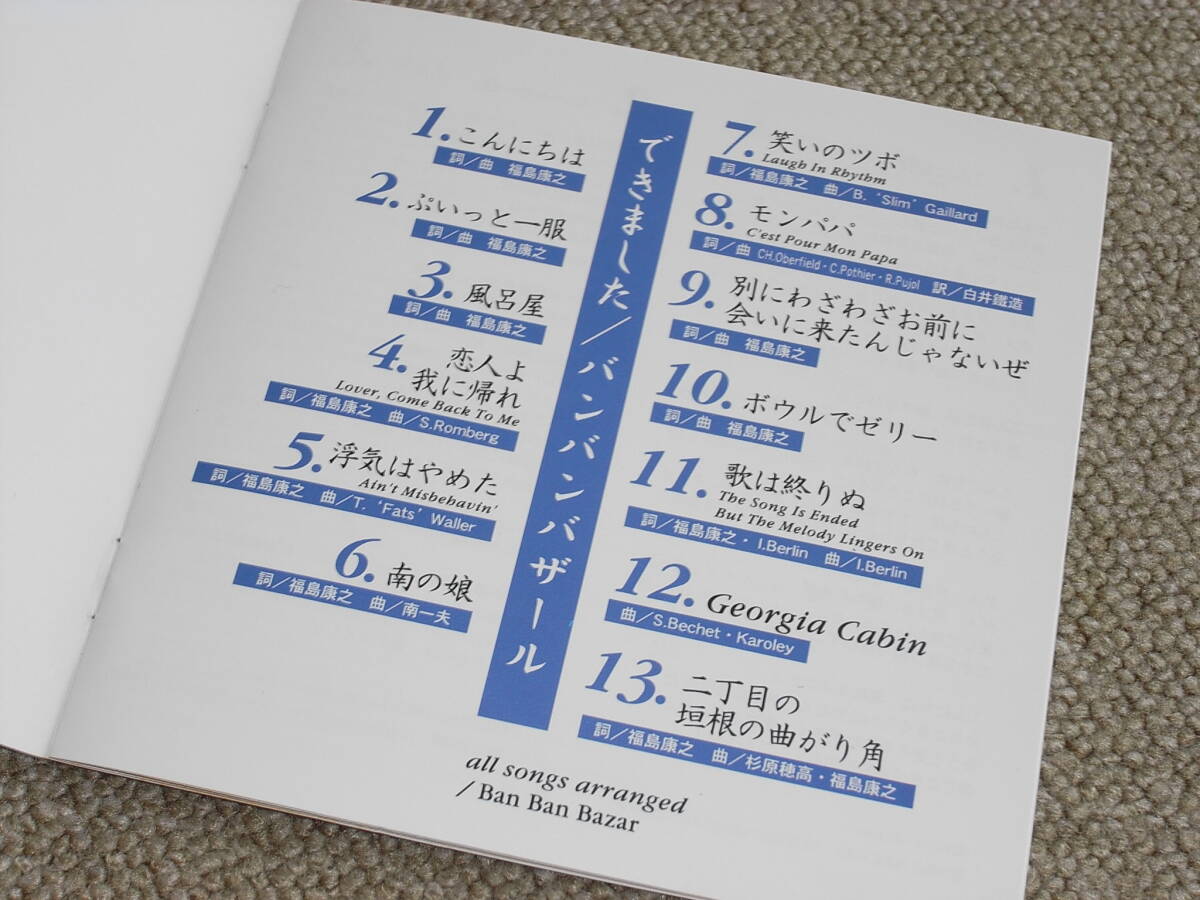 できました／バンバンバザール
1. こんにちは
詞／曲 福島康之
2. ぷいっと一服
詞／曲 福島康之
3. 風呂屋
詞／曲 福島康之
4. 恋人よ
我に帰れ
Lover, Come Back To Me
詞／福島康之 曲／S.Romberg
5. 浮気はやめた
Ain't Misbehavin'
詞／福島康之 曲／T. 'Fats' Waller
6. 南の娘
詞／福島康之 曲／南一夫
7. 笑いのツボ
Laugh In Rhythm
詞／福島康之 曲／B. 'Slim' Gaillard
8. モンパパ
C'est Pour Mon Papa
詞／曲 CH.Oberfield・C.Pothier・R.Pujol 訳／白井鐵造
9. 別にわざわざお前に
会いに来たんじゃないぜ
詞／曲 福島康之
10. ボウルでゼリー
詞／曲 福島康之
11. 歌は終りぬ
The Song Is Ended
But The Melody Lingers On
詞／福島康之・I.Berlin 曲／I.Berlin
12. Georgia Cabin
曲／S.Bechet・Karoley
13. 二丁目の
垣根の曲がり角
詞／福島康之 曲／杉原穂高・福島康之
all songs arranged
/ Ban Ban Bazar